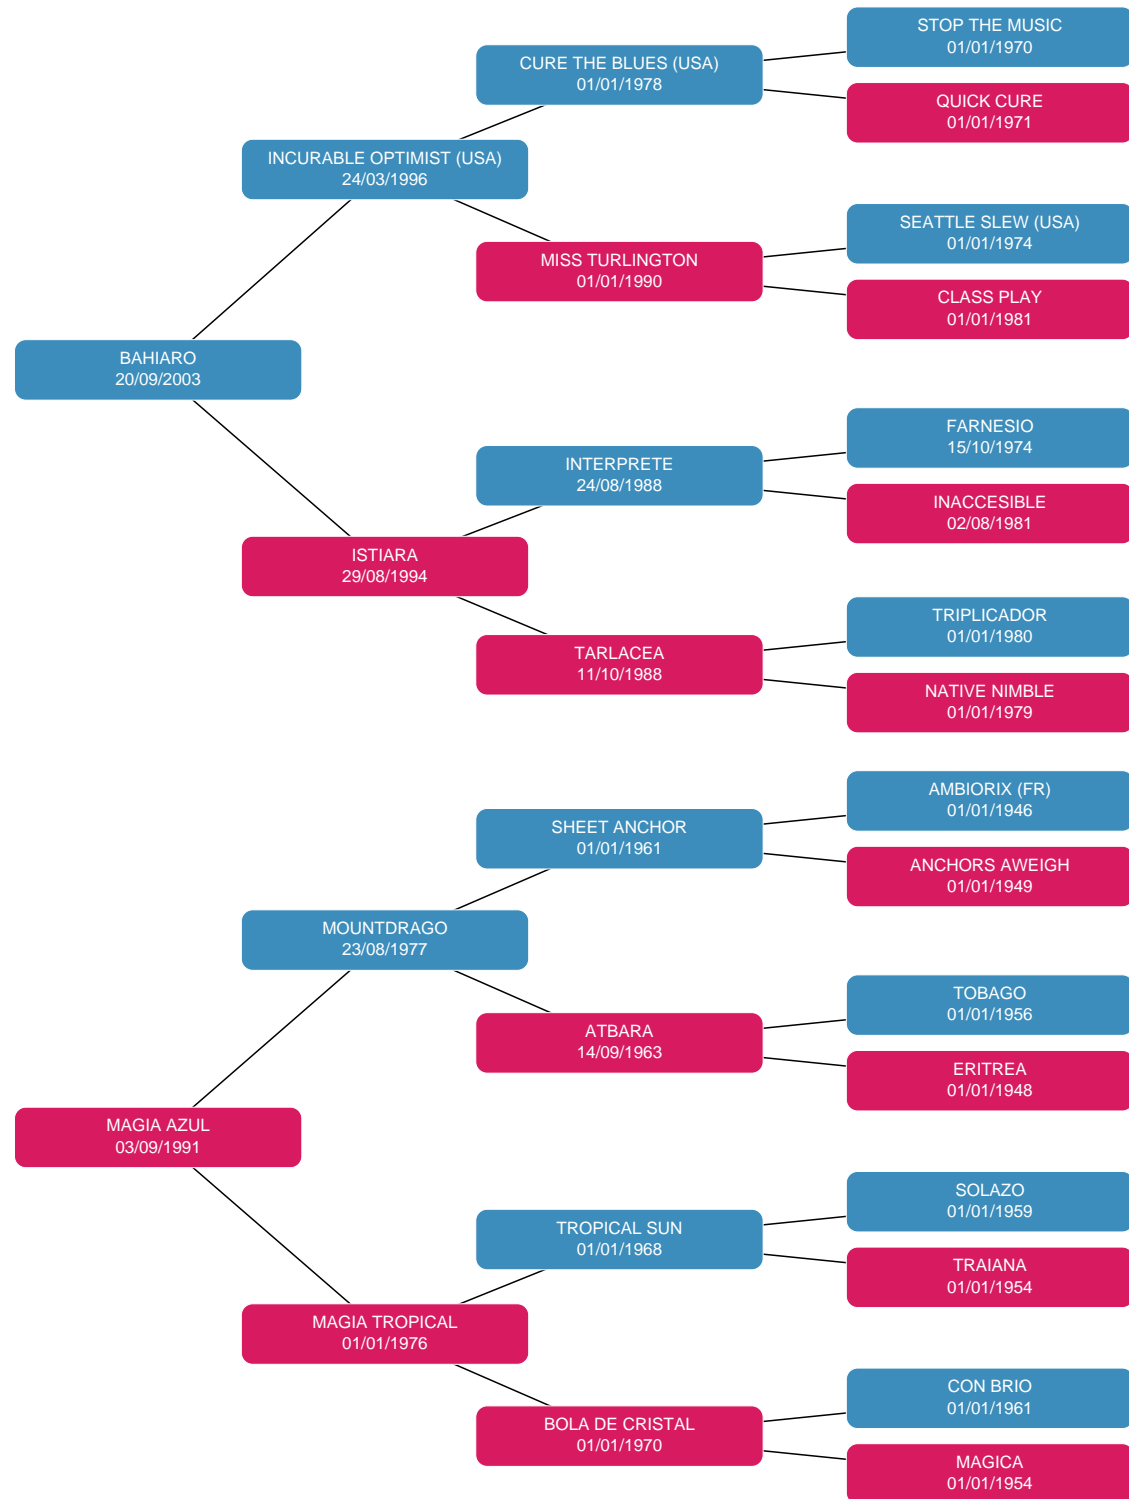 STOP THE MUSIC
01/01/1970
CURE THE BLUES (USA)
01/01/1978
QUICK CURE
01/01/1971
INCURABLE OPTIMIST (USA)
24/03/1996
SEATTLE SLEW (USA)
01/01/1974
MISS TURLINGTON
01/01/1990
CLASS PLAY
01/01/1981
BAHIARO
20/09/2003
FARNESIO
15/10/1974
INTERPRETE
24/08/1988
INACCESIBLE
02/08/1981
ISTIARA
29/08/1994
TRIPLICADOR
01/01/1980
TARLACEA
11/10/1988
NATIVE NIMBLE
01/01/1979
AMBIORIX (FR)
01/01/1946
SHEET ANCHOR
01/01/1961
ANCHORS AWEIGH
01/01/1949
MOUNTDRAGO
23/08/1977
TOBAGO
01/01/1956
ATBARA
14/09/1963
ERITREA
01/01/1948
MAGIA AZUL
03/09/1991
SOLAZO
01/01/1959
TROPICAL SUN
01/01/1968
TRAIANA
01/01/1954
MAGIA TROPICAL
01/01/1976
CON BRIO
01/01/1961
BOLA DE CRISTAL
01/01/1970
MAGICA
01/01/1954